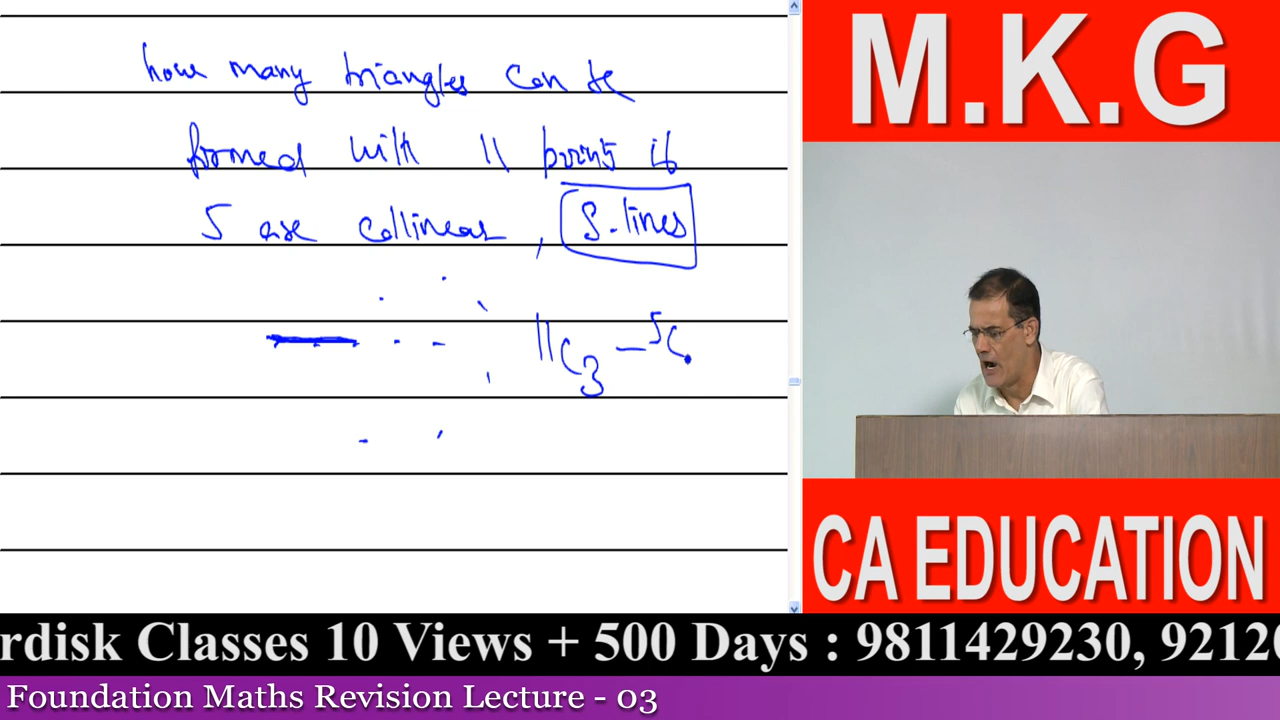 how many triangles can be
formed with 11 points if
5 are collinear, S.lines
11C3 - 5C
M.K.G
CA EDUCATION
rdisk Classes 10 Views + 500 Days : 9811429230, 9212
Foundation Maths Revision Lecture - 03